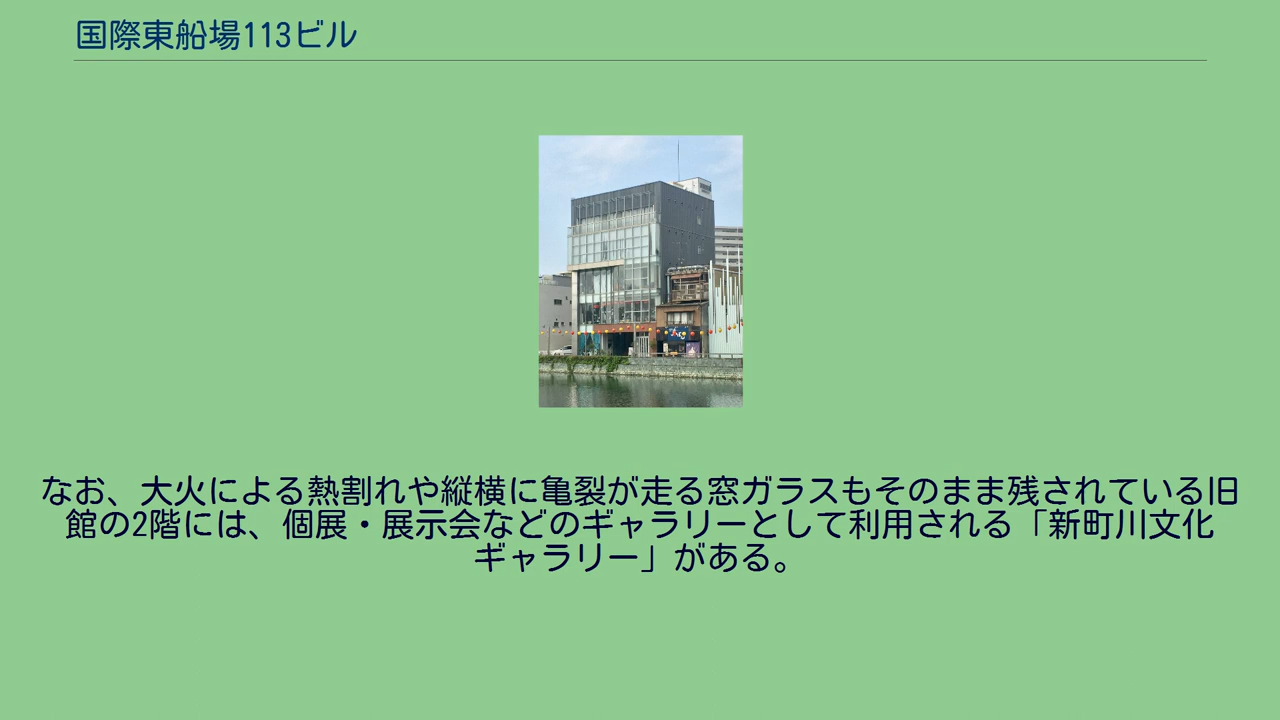 国際東船場113ビル
なお、大火による熱割れや縦横に亀裂が走る窓ガラスもそのまま残されている旧
館の2階には、個展・展示会などのギャラリーとして利用される「新町川文化
ギャラリー」がある。